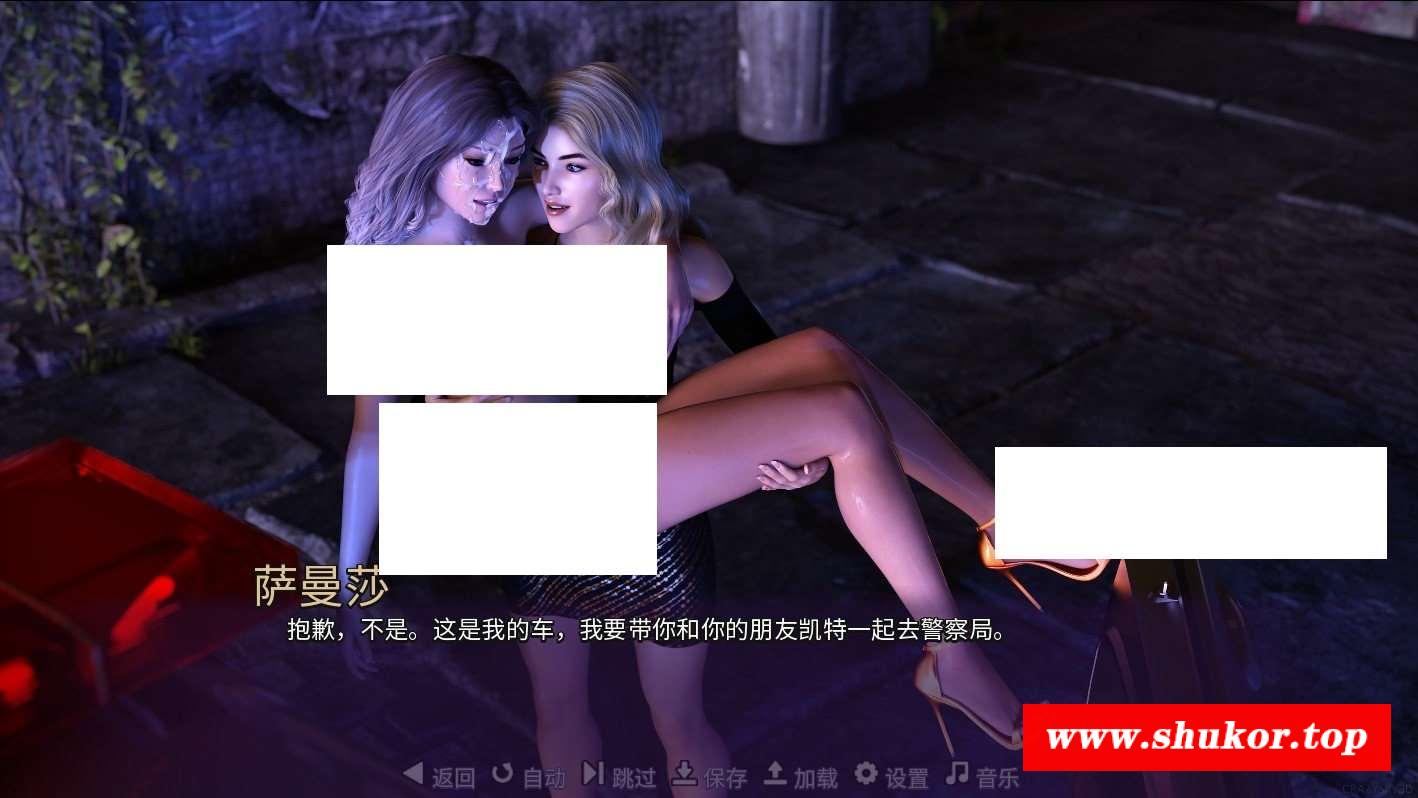 萨曼莎
抱歉，不是。这是我的车，我要带你和你的朋友凯特一起去警察局。
www.shukor.top
返回 自动 跳过 保存 加载 设置 音乐